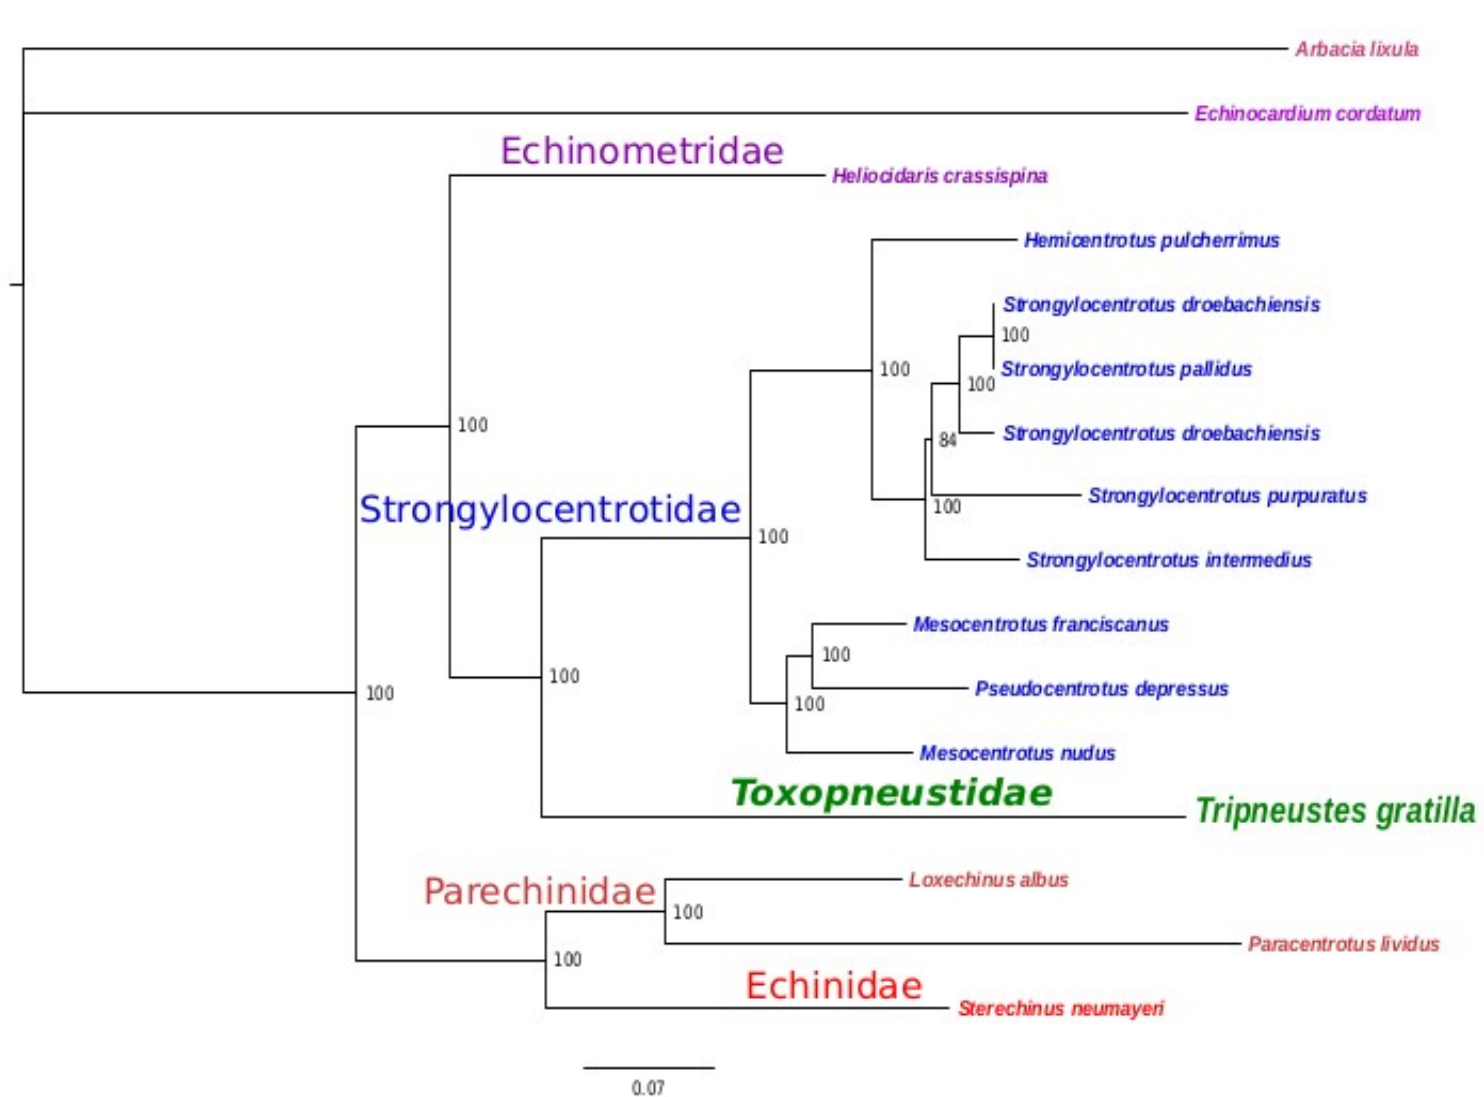 Arbacia lixula
Echinocardium cordatum
Echinometridae
Heliocidaris crassispina
Hemicentrotus pulcherrimus
Strongylocentrotus droebachiensis
100
100
Strongylocentrotus pallidus
100
100
Strongylocentrotus droebachiensis
84
Strongylocentrotus purpuratus
Strongylocentrotidae
100
100
Strongylocentrotus intermedius
Mesocentrotus franciscanus
100
100
Pseudocentrotus depressus
100
100
Mesocentrotus nudus
Toxopneustidae
Tripneustes gratilla
Loxechinus albus
Parechinidae
100
Paracentrotus lividus
100
Echinidae
Sterechinus neumayeri
0.07